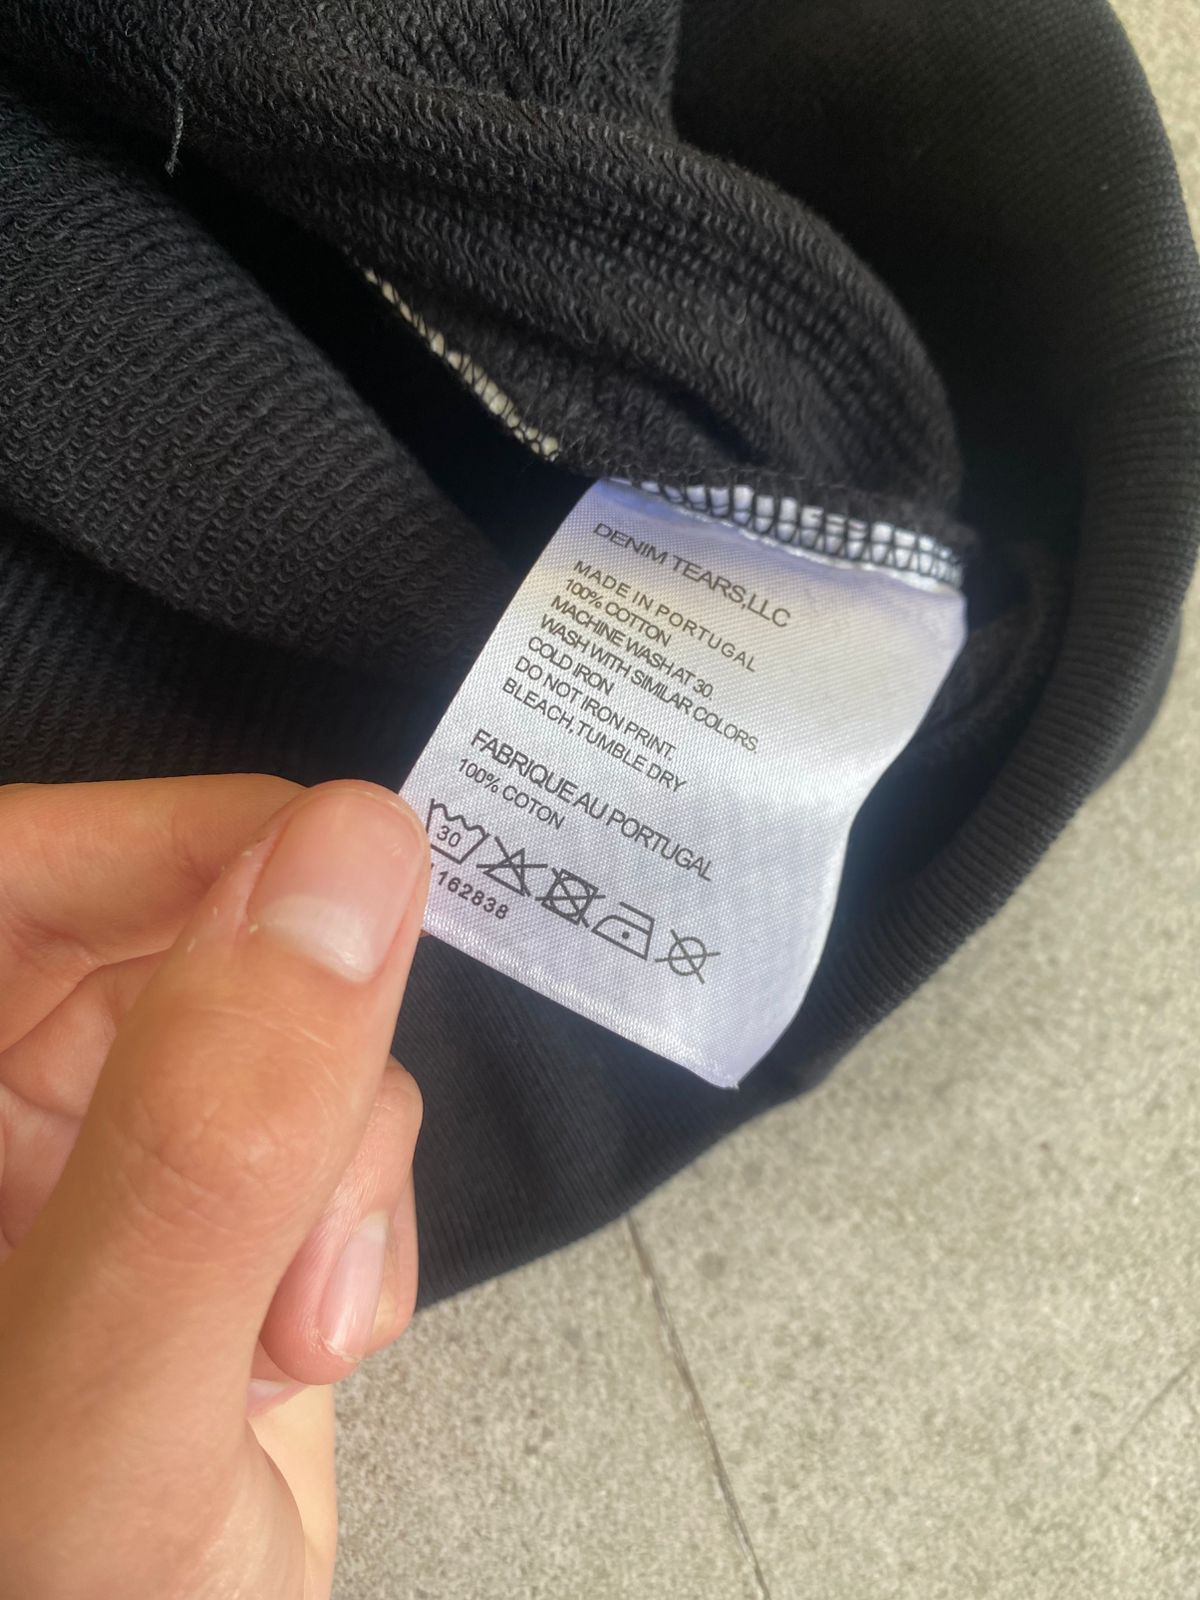 DENIM TEARS,LLC
MADE IN PORTUGAL
100% COTTON
MACHINE WASH AT 30.
WASH WITH SIMILAR COLORS.
COLD IRON
DO NOT IRON PRINT.
BLEACH,TUMBLE DRY
FABRIQUE AU PORTUGAL
100% COTON
30
162838